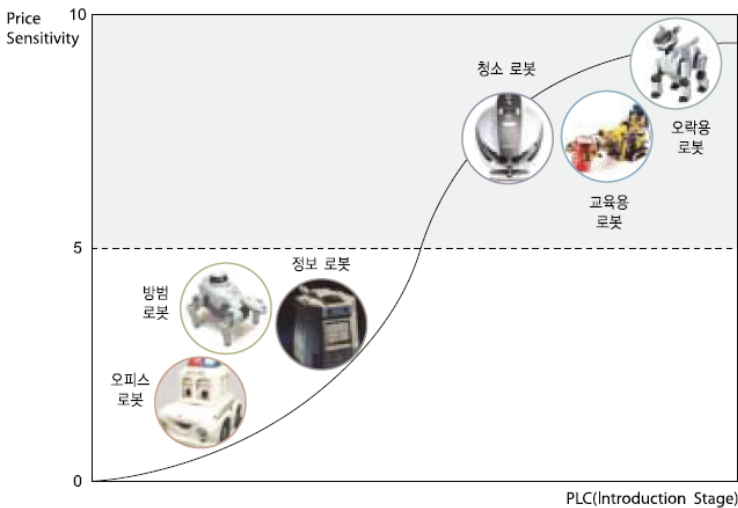 Price
Sensitivity
10
청소 로봇
오락용
로봇
교육용
로봇
5
정보 로봇
방범
로봇
오피스
로봇
0
PLC(Introduction Stage)